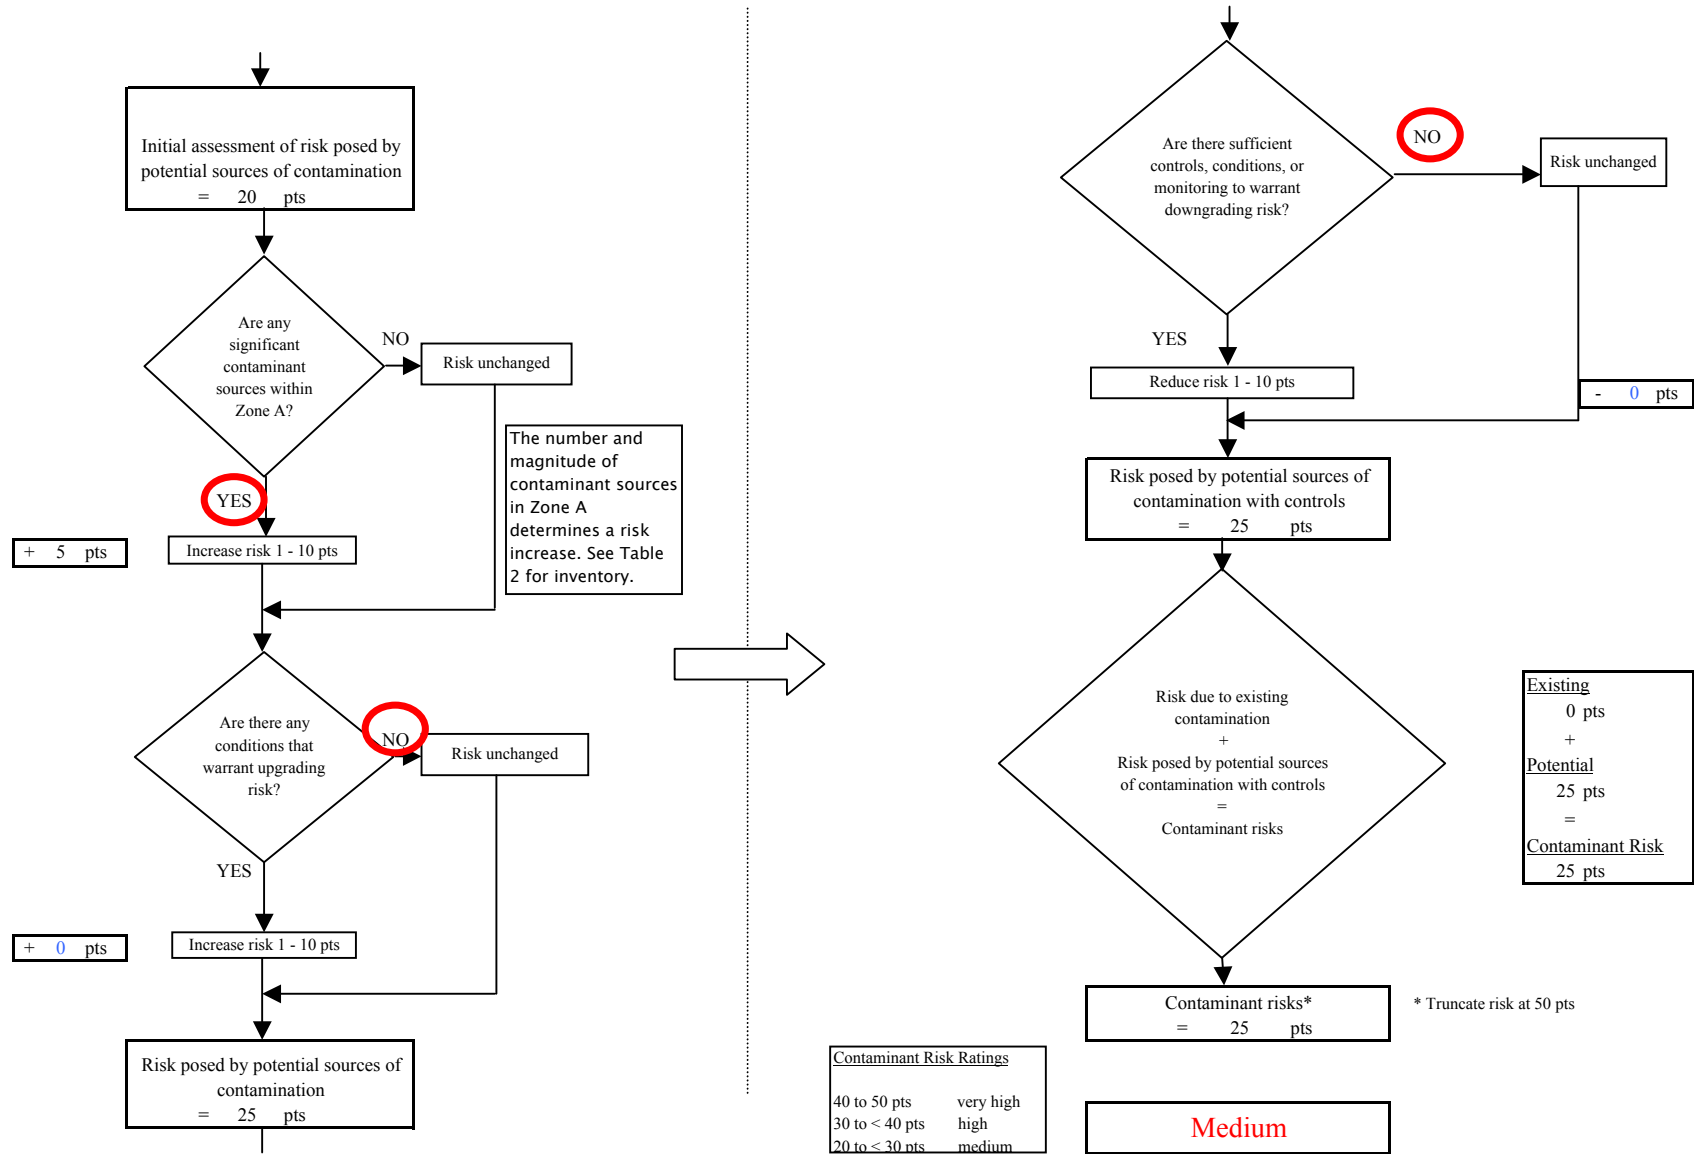 Initial assessment of risk posed by
potential sources of contamination
= 20 pts
Are any
significant
contaminant
sources within
Zone A?
NO
Risk unchanged
The number and
magnitude of
contaminant sources
in Zone A
determines a risk
increase. See Table
2 for inventory.
YES
+ 5 pts
Increase risk 1 - 10 pts
Are there any
conditions that
warrant upgrading
risk?
NO
Risk unchanged
YES
+ 0 pts
Increase risk 1 - 10 pts
Risk posed by potential sources of
contamination
= 25 pts
Are there sufficient
controls, conditions, or
monitoring to warrant
downgrading risk?
NO
Risk unchanged
YES
Reduce risk 1 - 10 pts
- 0 pts
Risk posed by potential sources of
contamination with controls
= 25 pts
Risk due to existing
contamination
+
Risk posed by potential sources
of contamination with controls
=
Contaminant risks
Existing
0 pts
+
Potential
25 pts
=
Contaminant Risk
25 pts
Contaminant risks*
= 25 pts
* Truncate risk at 50 pts
Contaminant Risk Ratings
40 to 50 pts very high
30 to < 40 pts high
20 to < 30 pts medium
Medium